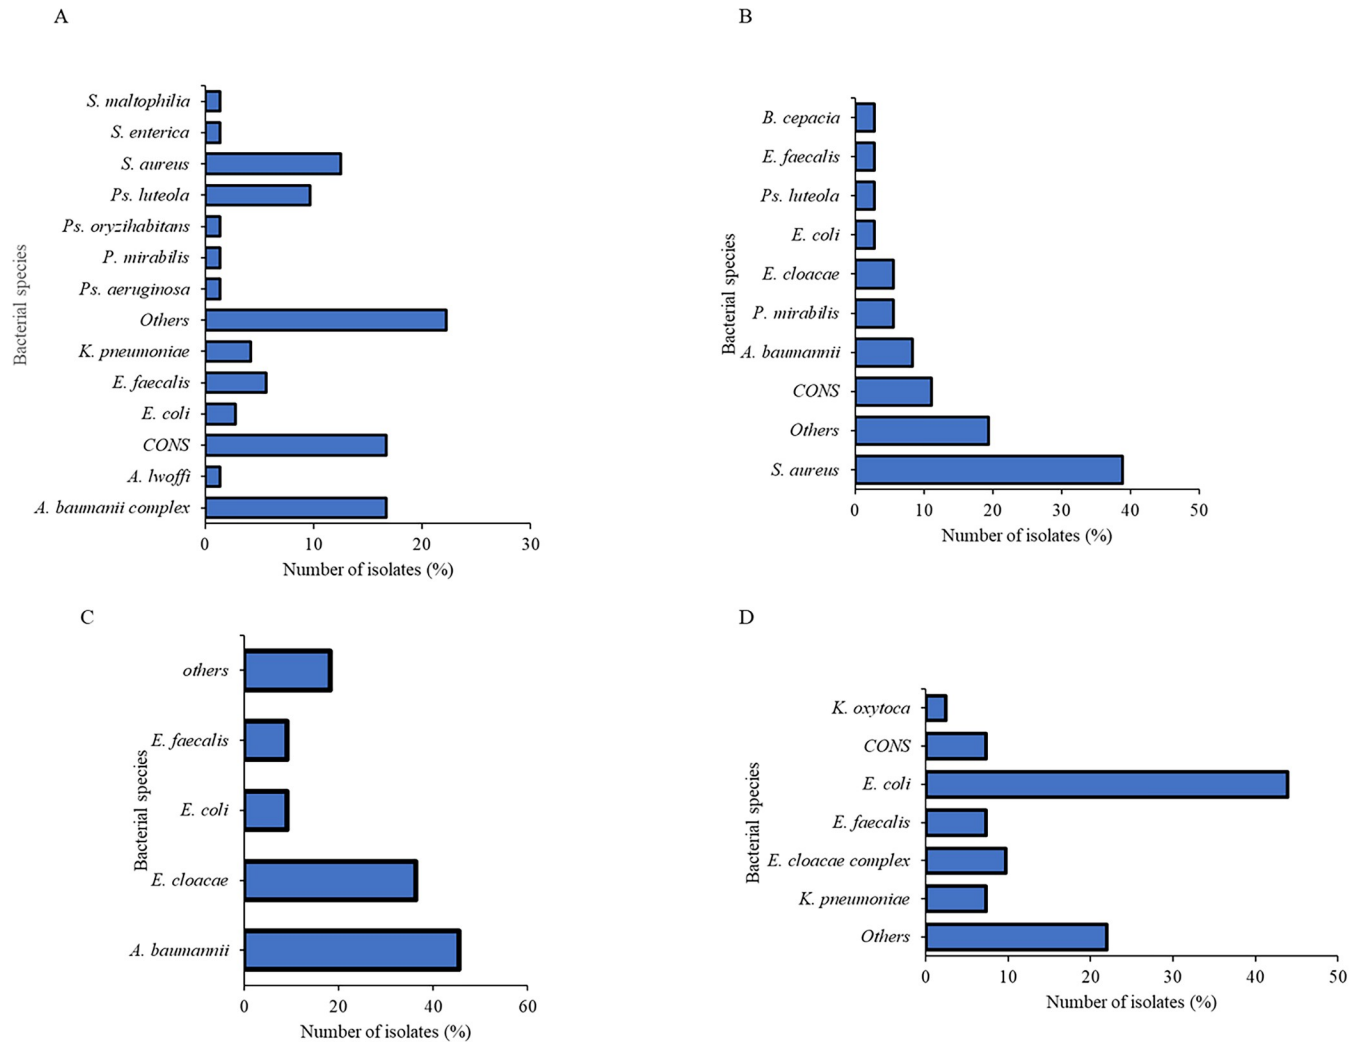 A
S. maltophilia
S. enterica
S. aureus
Ps. luteola
Ps. oryzihabitans
P. mirabilis
Ps. aeruginosa
Others
K. pneumoniae
E. faecalis
E. coli
CONS
A. lwoffi
A. baumanii complex
Bacterial species
0 10 20 30
Number of isolates (%)
B
B. cepacia
E. faecalis
Ps. luteola
E. coli
E. cloacae
P. mirabilis
A. baumannii
CONS
Others
S. aureus
Bacterial species
0 10 20 30 40 50
Number of isolates (%)
C
others
E. faecalis
E. coli
E. cloacae
A. baumannii
Bacterial species
0 20 40 60
Number of isolates (%)
D
K. oxytoca
CONS
E. coli
E. faecalis
E. cloacae complex
K. pneumoniae
Others
Bacterial species
0 10 20 30 40 50
Number of isolates (%)